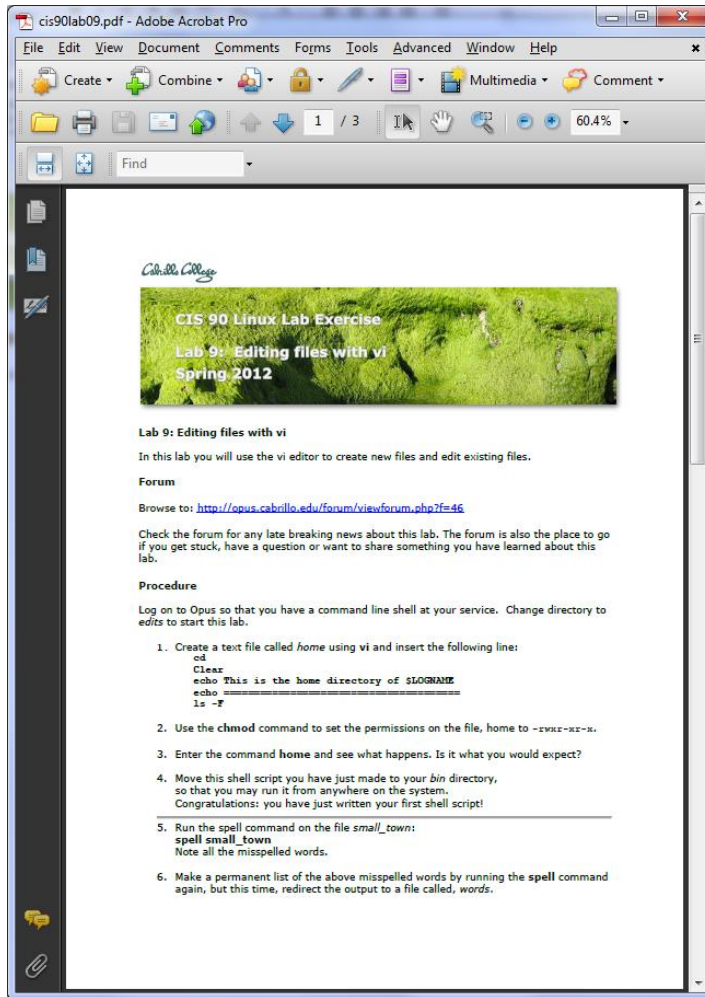 cis90lab09.pdf - Adobe Acrobat Pro
File Edit View Document Comments Forms Tools Advanced Window Help
Create Combine Multimedia Comment
1 / 3 60.4%
Find
Cabrillo College
CIS 90 Linux Lab Exercise
Lab 9: Editing files with vi
Spring 2012
Lab 9: Editing files with vi
In this lab you will use the vi editor to create new files and edit existing files.
Forum
Browse to: http://opus.cabrillo.edu/forum/viewforum.php?f=46
Check the forum for any late breaking news about this lab. The forum is also the place to go
if you get stuck, have a question or want to share something you have learned about this
lab.
Procedure
Log on to Opus so that you have a command line shell at your service. Change directory to
edits to start this lab.
1. Create a text file called home using vi and insert the following line:
cd
Clear
echo This is the home directory of $LOGNAME
echo =====================================
ls -F
2. Use the chmod command to set the permissions on the file, home to -rwxr-xr-x.
3. Enter the command home and see what happens. Is it what you would expect?
4. Move this shell script you have just made to your bin directory,
so that you may run it from anywhere on the system.
Congratulations: you have just written your first shell script!
5. Run the spell command on the file small_town:
spell small_town
Note all the misspelled words.
6. Make a permanent list of the above misspelled words by running the spell command
again, but this time, redirect the output to a file called, words.